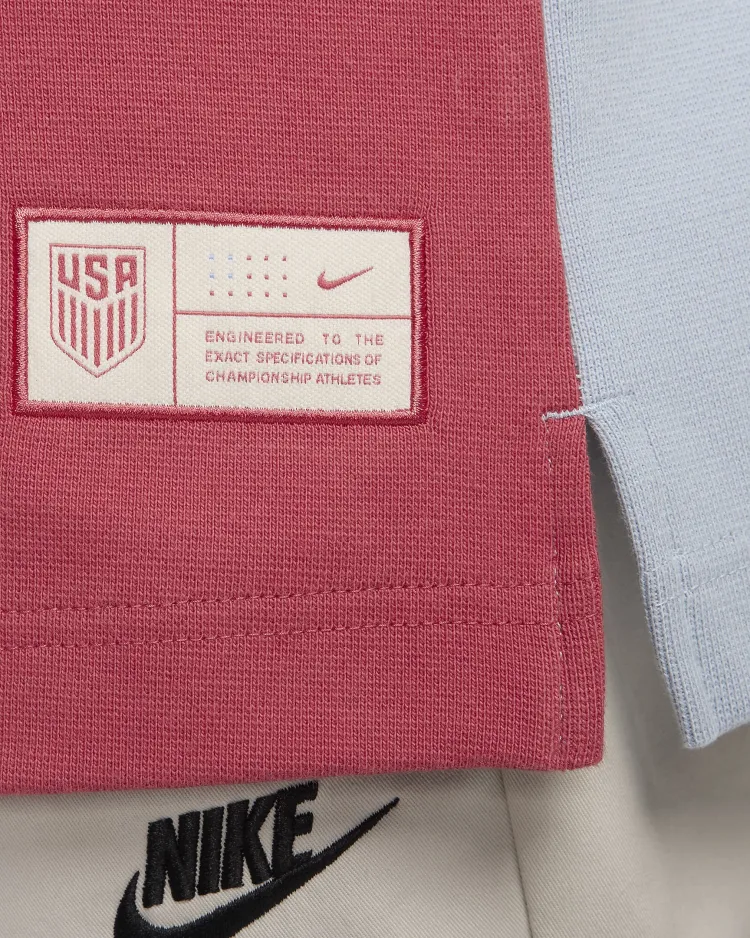 USA
ENGINEERED TO THE
EXACT SPECIFICATIONS OF
CHAMPIONSHIP ATHLETES
NIKE